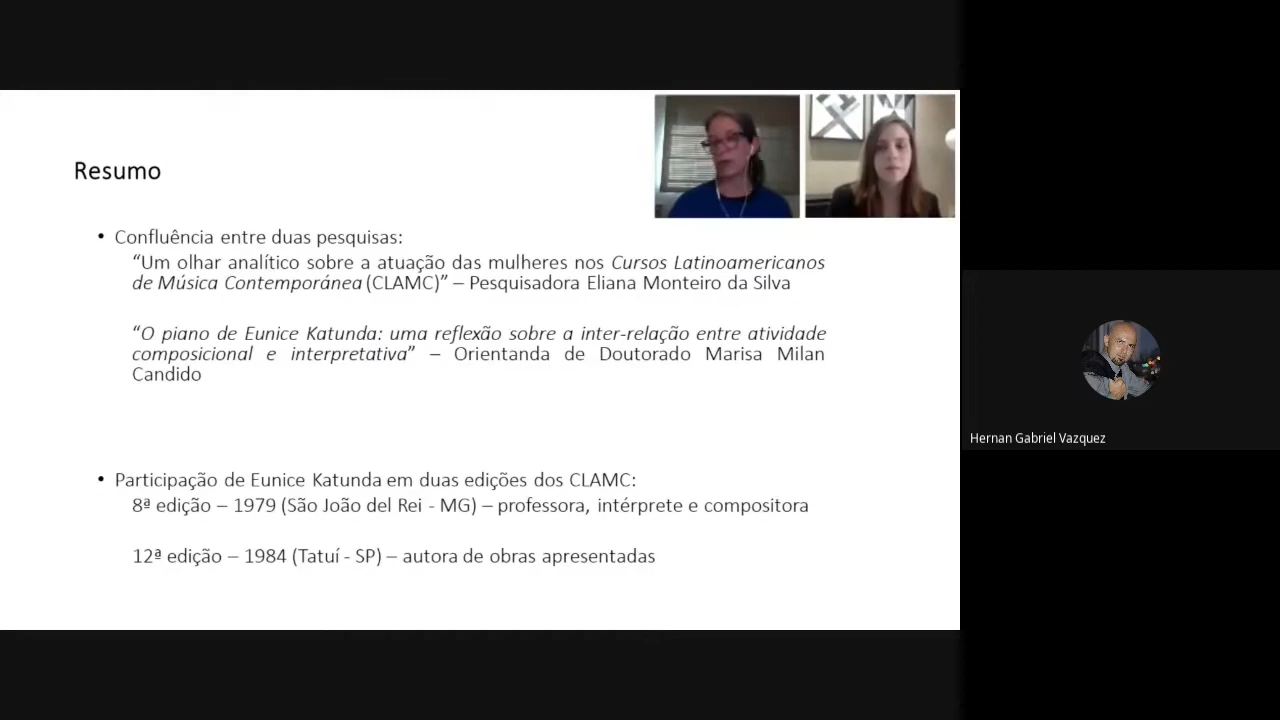 Resumo
• Confluência entre duas pesquisas:
“Um olhar analítico sobre a atuação das mulheres nos Cursos Latinoamericanos
de Música Contemporánea (CLAMC)” – Pesquisadora Eliana Monteiro da Silva
“O piano de Eunice Katunda: uma reflexão sobre a inter-relação entre atividade
composicional e interpretativa” – Orientanda de Doutorado Marisa Milan
Candido
• Participação de Eunice Katunda em duas edições dos CLAMC:
8ª edição – 1979 (São João del Rei - MG) – professora, intérprete e compositora
12ª edição – 1984 (Tatuí - SP) – autora de obras apresentadas
Hernan Gabriel Vazquez